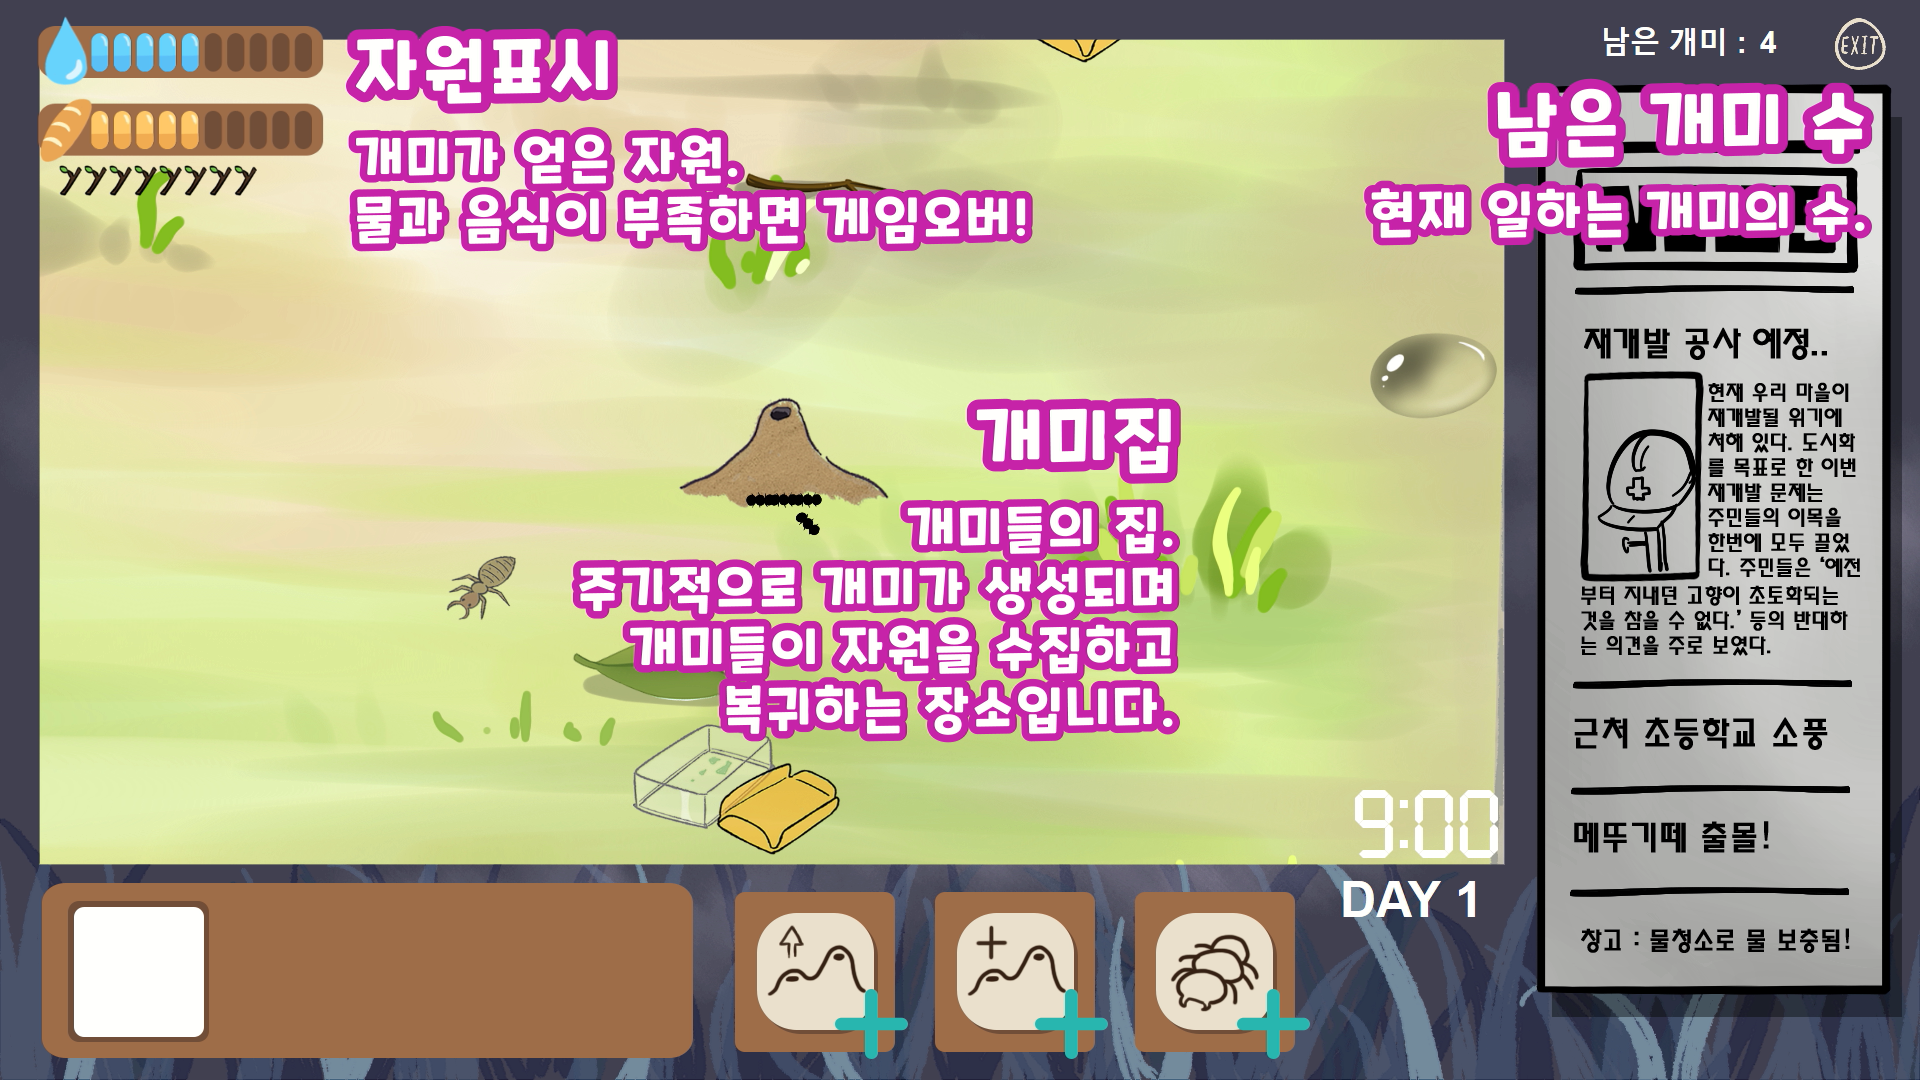 자원표시
개미가 얻은 자원.
물과 음식이 부족하면 게임오버!
남은 개미 : 4
EXIT
남은 개미 수
현재 일하는 개미의 수.
개미집
개미들의 집.
주기적으로 개미가 생성되며
개미들이 자원을 수집하고
복귀하는 장소입니다.
재개발 공사 예정..
현재 우리 마을이
재개발될 위기에
처해 있다. 도시화
를 목표로 한 이번
재개발 문제는
주민들의 이목을
한번에 모두 끌었
다. 주민들은 '예전
부터 지내던 고향이 초토화되는
것을 참을 수 없다.' 등의 반대하
는 의견을 주로 보였다.
근처 초등학교 소풍
메뚜기떼 출몰!
창고 : 물청소로 물 보충됨!
9:00
DAY 1